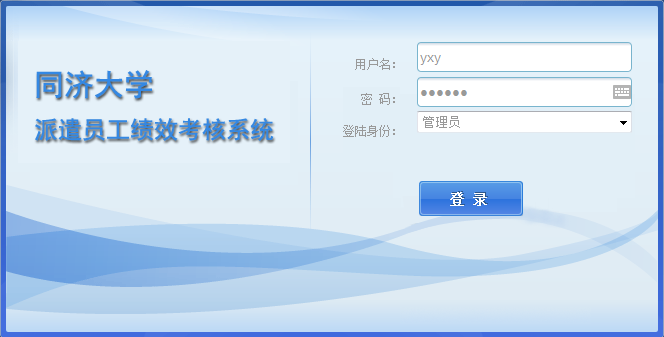 同济大学
派遣员工绩效考核系统
用户名：
yxy
密 码：
●●●●●●
登陆身份：
管理员
登 录